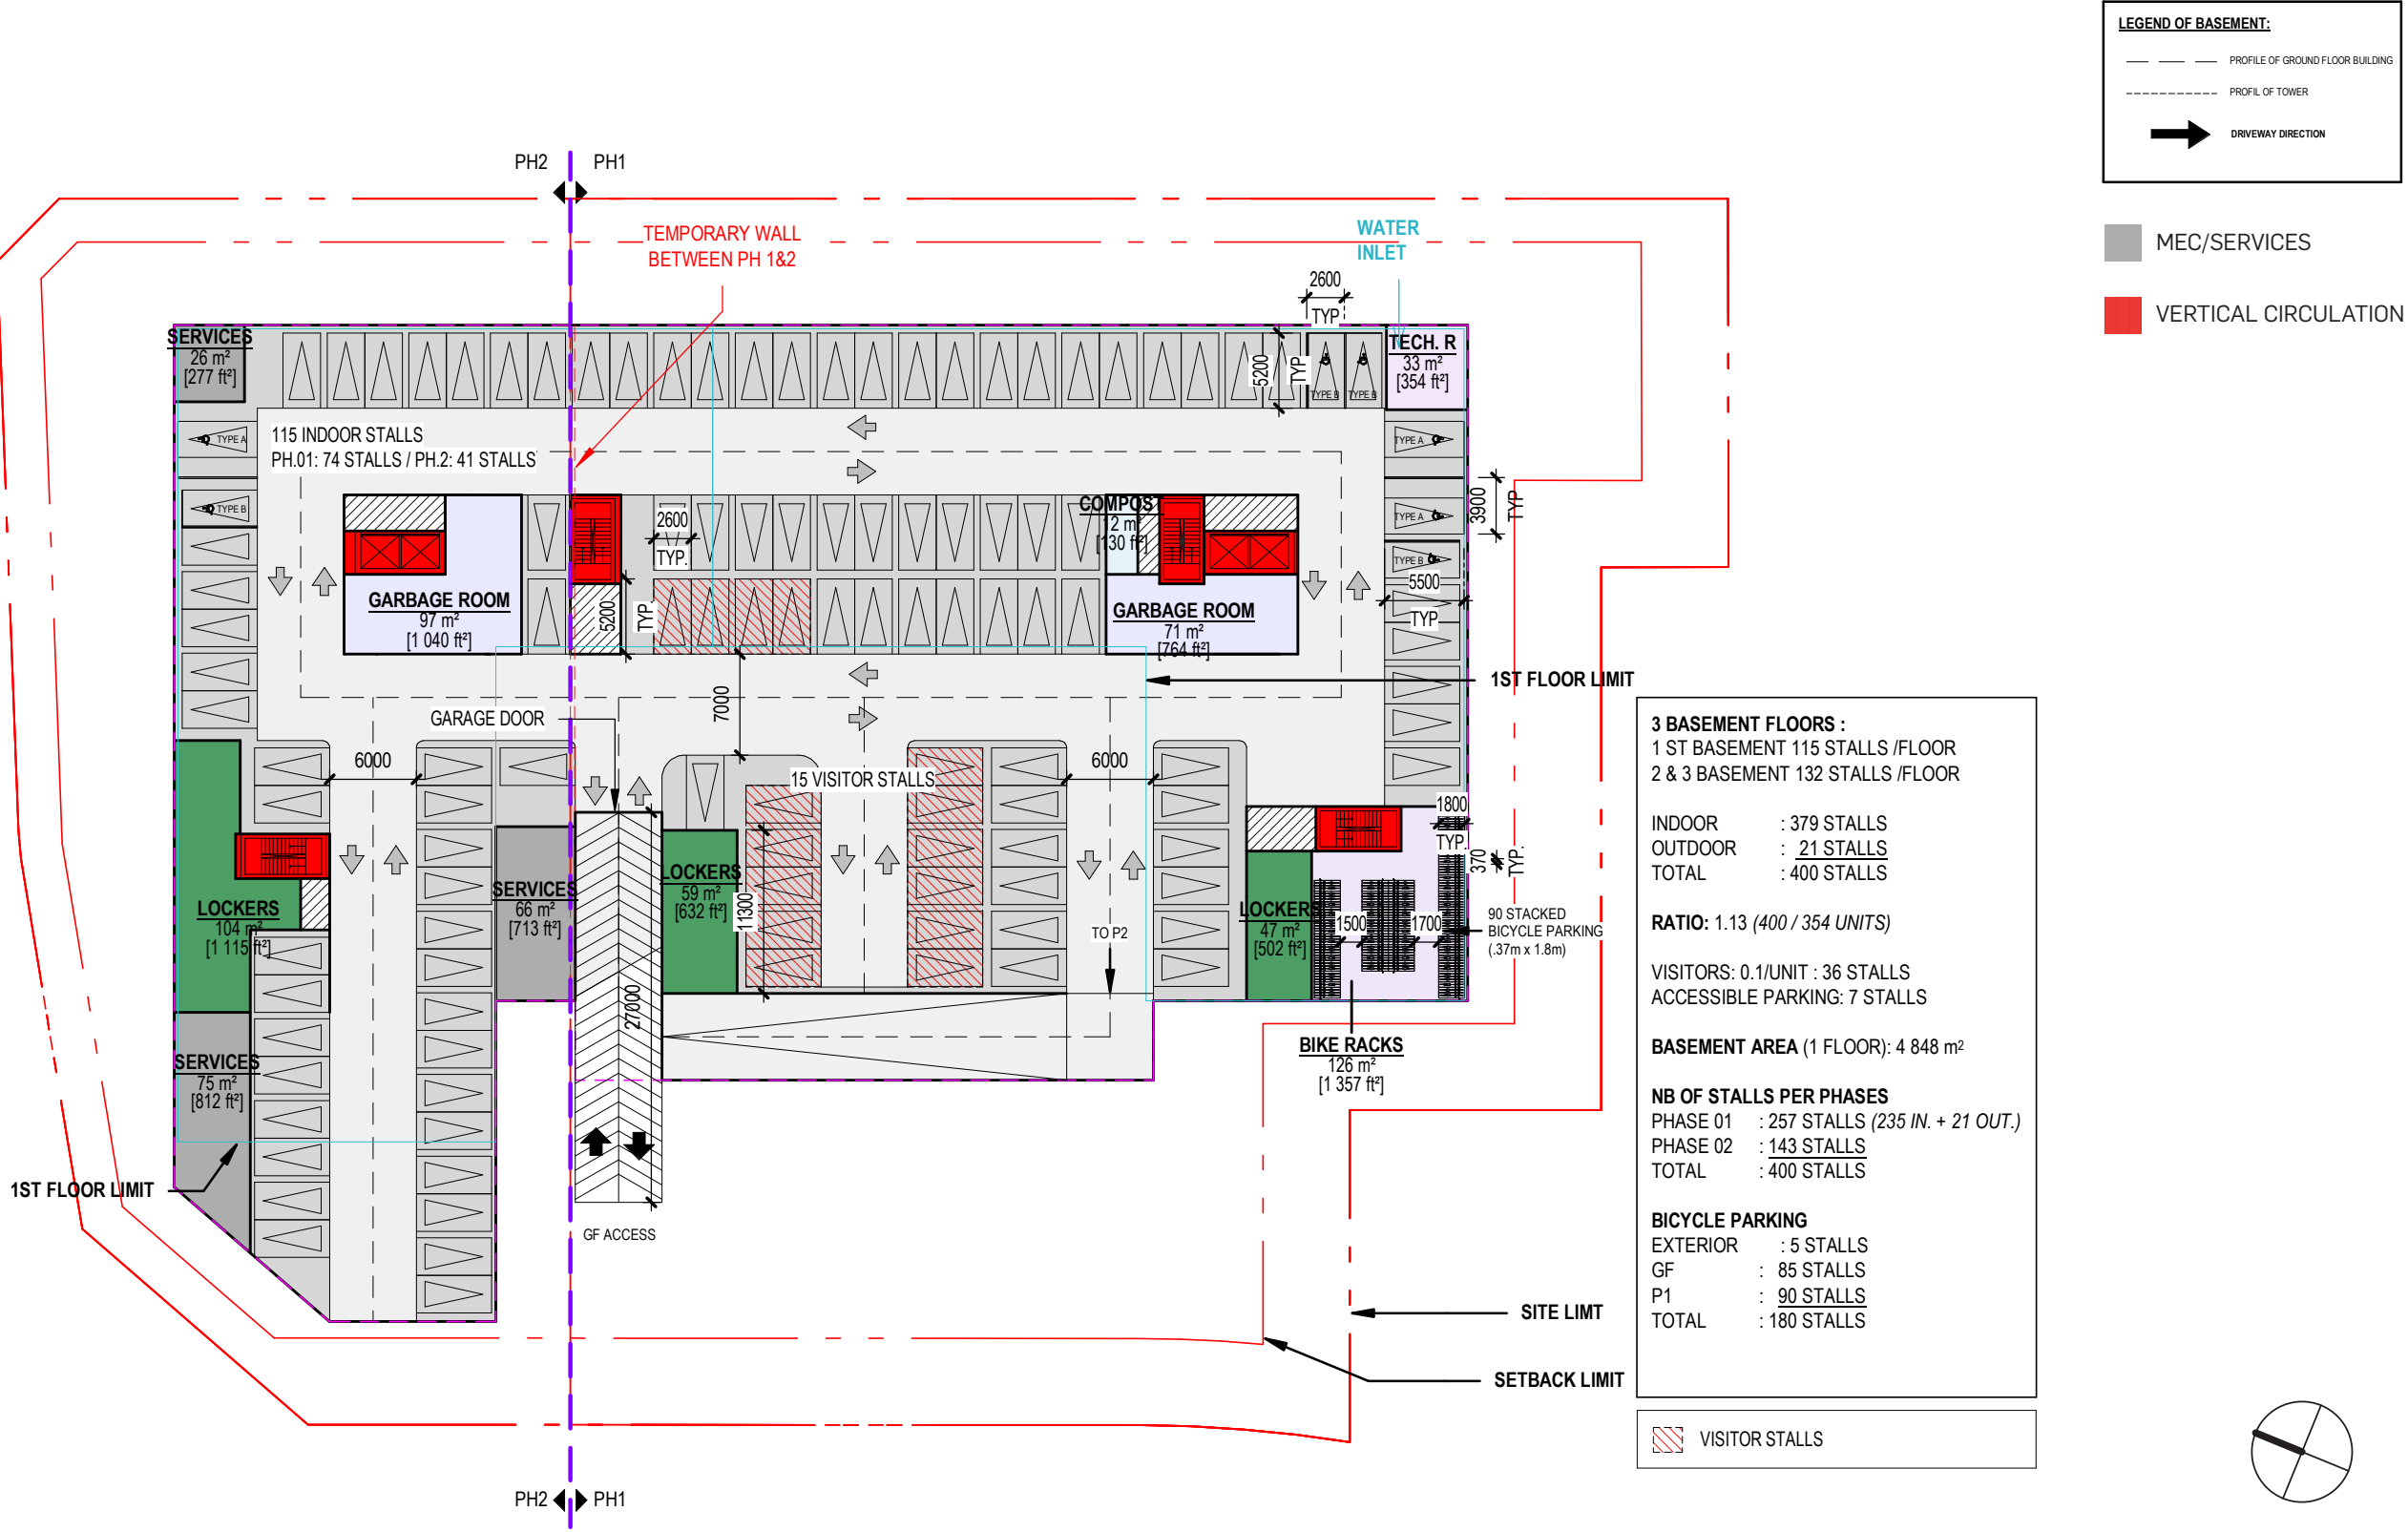 LEGEND OF BASEMENT:
PROFILE OF GROUND FLOOR BUILDING
PROFIL OF TOWER
DRIVEWAY DIRECTION
MEC/SERVICES
VERTICAL CIRCULATION
PH2
PH1
TEMPORARY WALL
BETWEEN PH 1&2
WATER
INLET
2600
TYP
SERVICES
26 m²
[277 ft²]
5200
TYP
TYPE B
TYPE B
TECH. R
33 m²
[354 ft²]
115 INDOOR STALLS
PH.01: 74 STALLS / PH.2: 41 STALLS
TYPE A
TYPE B
TYPE A
TYPE A
TYPE B
3900
TYP
5500
TYP
2600
TYP.
5200
TYP
COMPOST
12 m²
[130 ft²]
GARBAGE ROOM
97 m²
[1 040 ft²]
GARBAGE ROOM
71 m²
[764 ft²]
1ST FLOOR LIMIT
7000
GARAGE DOOR
6000
15 VISITOR STALLS
6000
1800
TYP.
370
TYP.
LOCKERS
104 m²
[1 115 ft²]
SERVICES
66 m²
[713 ft²]
LOCKERS
59 m²
[632 ft²]
11300
TO P2
LOCKERS
47 m²
[502 ft²]
1500
1700
90 STACKED
BICYCLE PARKING
(.37m x 1.8m)
27000
SERVICES
75 m²
[812 ft²]
BIKE RACKS
126 m²
[1 357 ft²]
1ST FLOOR LIMIT
GF ACCESS
SITE LIMT
SETBACK LIMIT
PH2
PH1
3 BASEMENT FLOORS :
1 ST BASEMENT 115 STALLS /FLOOR
2 & 3 BASEMENT 132 STALLS /FLOOR
INDOOR : 379 STALLS
OUTDOOR : 21 STALLS
TOTAL : 400 STALLS
RATIO: 1.13 (400 / 354 UNITS)
VISITORS: 0.1/UNIT : 36 STALLS
ACCESSIBLE PARKING: 7 STALLS
BASEMENT AREA (1 FLOOR): 4 848 m²
NB OF STALLS PER PHASES
PHASE 01 : 257 STALLS (235 IN. + 21 OUT.)
PHASE 02 : 143 STALLS
TOTAL : 400 STALLS
BICYCLE PARKING
EXTERIOR : 5 STALLS
GF : 85 STALLS
P1 : 90 STALLS
TOTAL : 180 STALLS
VISITOR STALLS